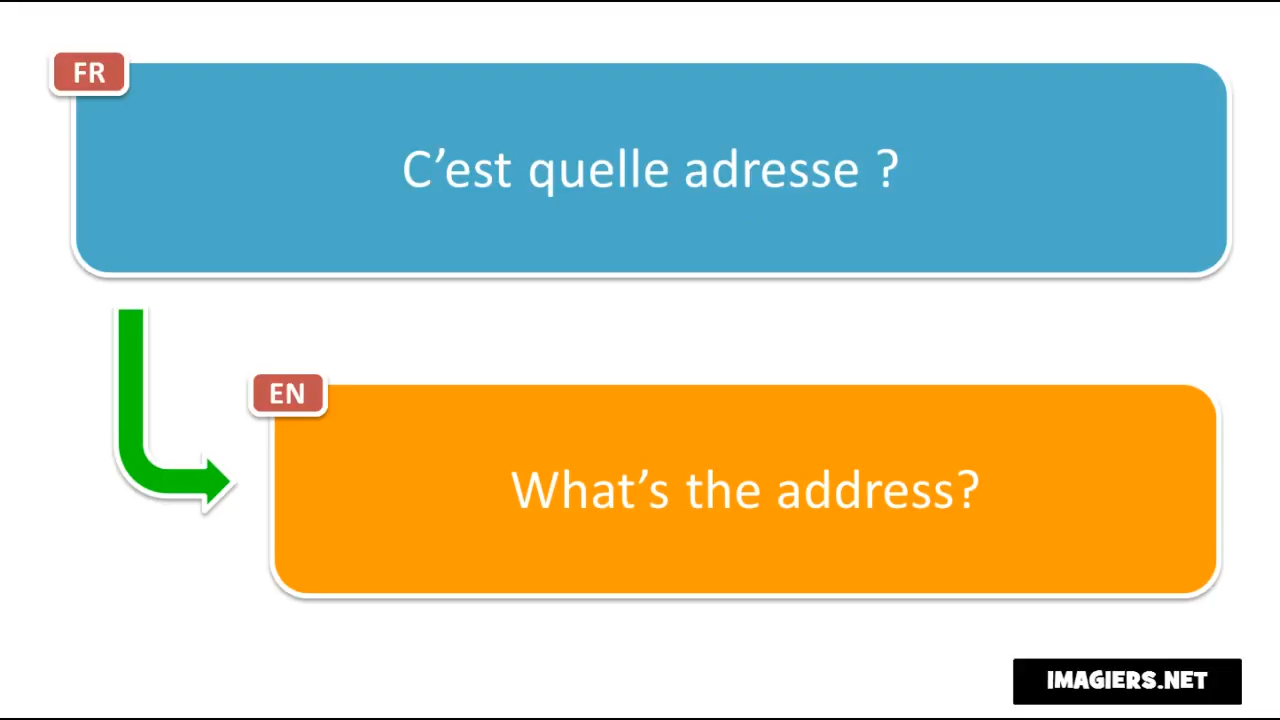 FR
C’est quelle adresse ?
EN
What’s the address?
IMAGIERS.NET